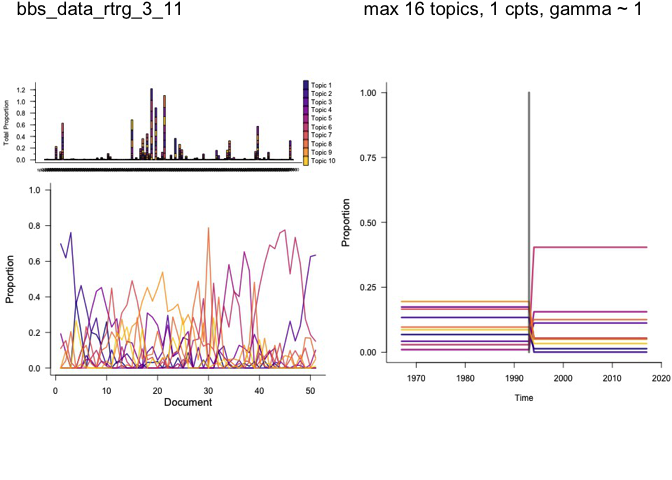 bbs_data_rtrg_3_11
max 16 topics, 1 cpts, gamma ~ 1
Total Proportion
1.2
1.0
0.8
0.6
0.4
0.2
0.0
Topic 1
Topic 2
Topic 3
Topic 4
Topic 5
Topic 6
Topic 7
Topic 8
Topic 9
Topic 10
Proportion
1.0
0.8
0.6
0.4
0.2
0.0
0 10 20 30 40 50
Document
Proportion
1.00
0.75
0.50
0.25
0.00
1970 1980 1990 2000 2010 2020
Time